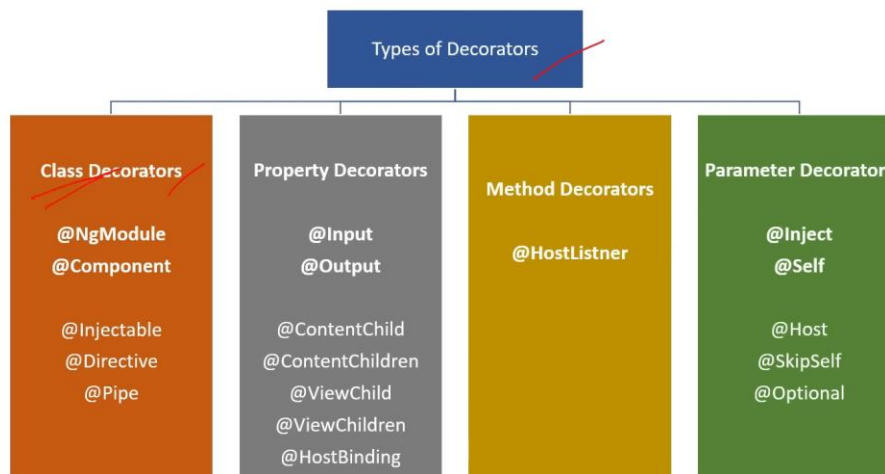 Types of Decorators
Class Decorators
@NgModule
@Component
@Injectable
@Directive
@Pipe
Property Decorators
@Input
@Output
@ContentChild
@ContentChildren
@ViewChild
@ViewChildren
@HostBinding
Method Decorators
@HostListner
Parameter Decorator
@Inject
@Self
@Host
@SkipSelf
@Optional